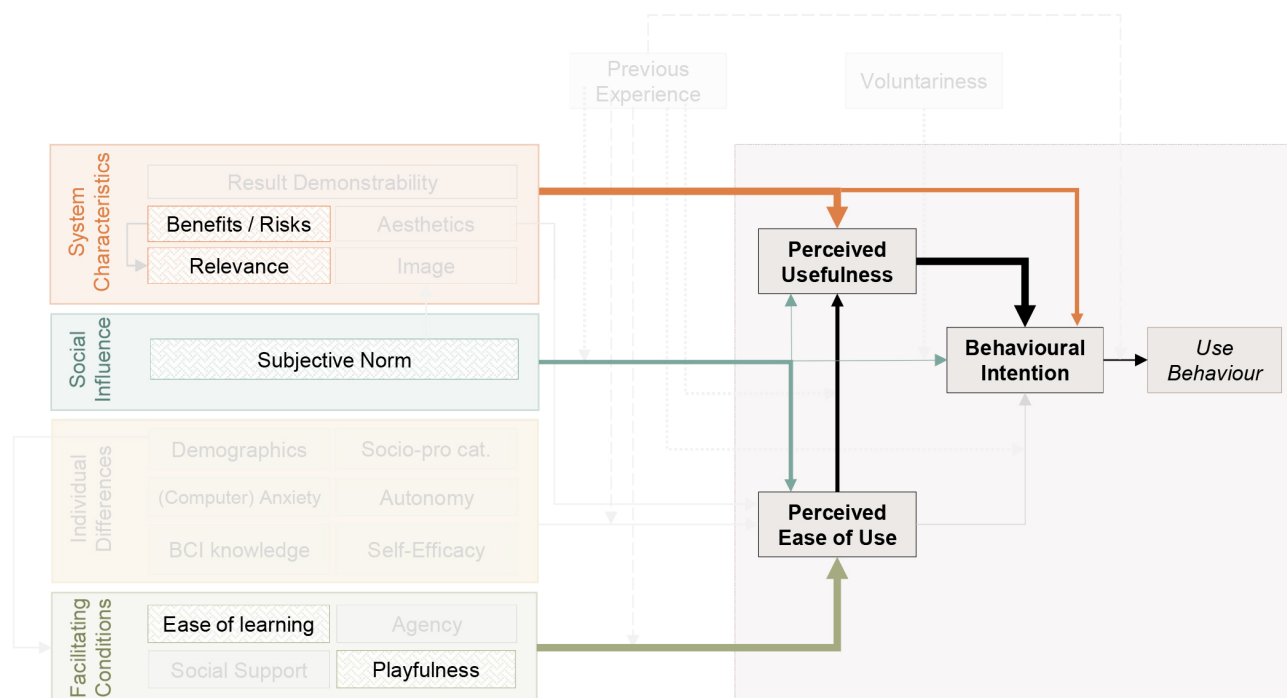 Previous
Experience
Voluntariness
System
Characteristics
Result Demonstrability
Benefits / Risks
Aesthetics
Relevance
Image
Perceived
Usefulness
Social
Influence
Subjective Norm
Behavioural
Intention
Use
Behaviour
Individual
Differences
Demographics
Socio-pro cat.
(Computer) Anxiety
Autonomy
BCI knowledge
Self-Efficacy
Perceived
Ease of Use
Facilitating
Conditions
Ease of learning
Agency
Social Support
Playfulness